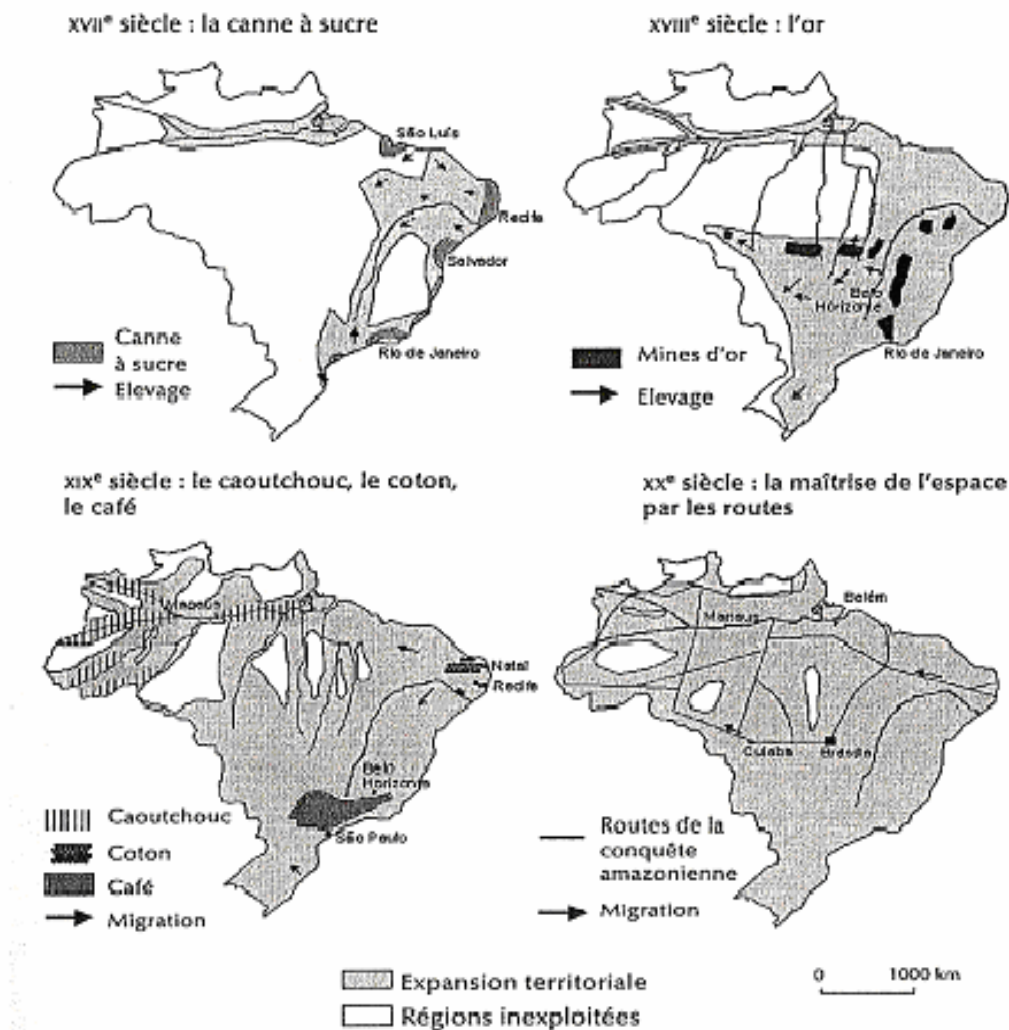 XVIIe siècle : la canne à sucre
São Luis
Recife
Salvador
Rio de Janeiro
Canne
à sucre
Elevage
XVIIIe siècle : l'or
Belo
Horizonte
Rio de Janeiro
Mines d'or
Elevage
XIXe siècle : le caoutchouc, le coton,
le café
Manaus
Natal
Recife
Belo
Horizonte
São Paulo
Caoutchouc
Coton
Café
Migration
XXe siècle : la maîtrise de l'espace
par les routes
Belém
Manaus
Cuiaba
Brasilia
Routes de la
conquête
amazonienne
Migration
Expansion territoriale
Régions inexploitées
0 1000 km